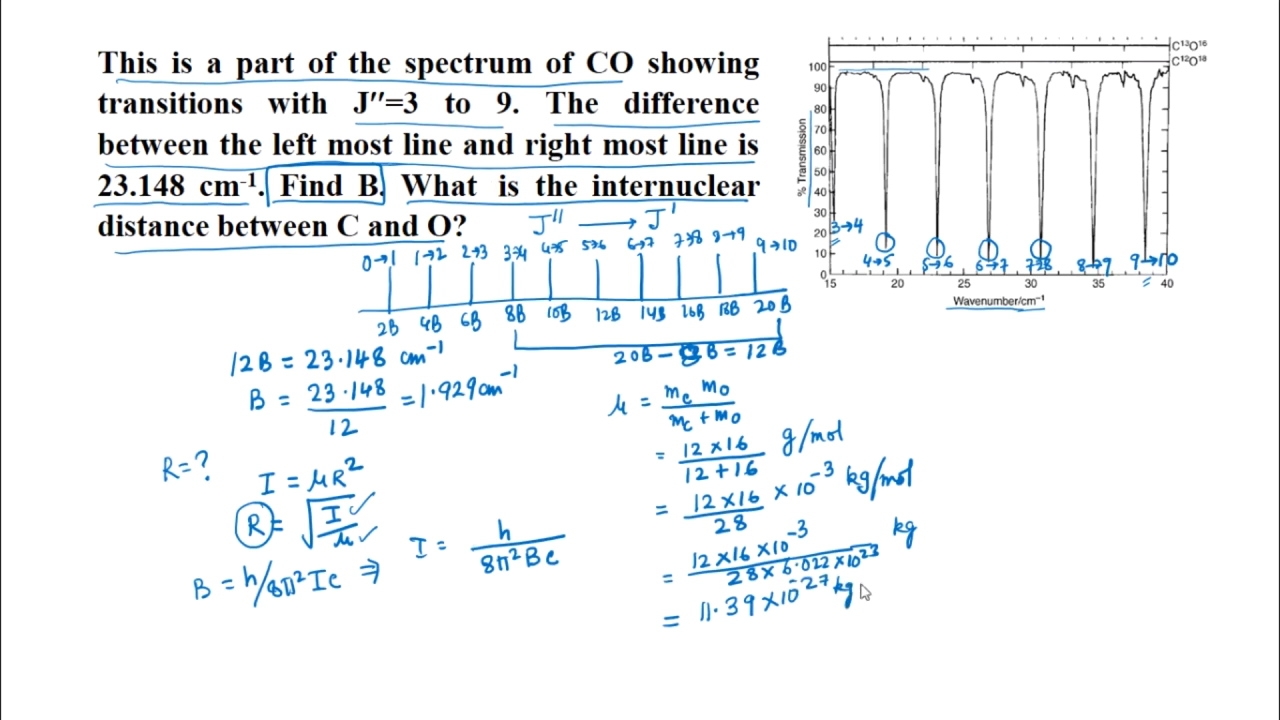 This is a part of the spectrum of CO showing
transitions with J″=3 to 9. The difference
between the left most line and right most line is
23.148 cm⁻¹. Find B. What is the internuclear
distance between C and O?
J″ → J′
0→1 1→2 2→3 3→4 4→5 5→6 6→7 7→8 8→9 9→10
2B 4B 6B 8B 10B 12B 14B 16B 18B 20B
20B - 8B = 12B
12B = 23.148 cm⁻¹
B = 23.148 / 12 = 1.929 cm⁻¹
R = ?
I = μR²
R = √(I/μ)
B = h/8π²Ic ⇒ I = h / 8π²Bc
μ = mc mo / mc + mo
= 12×16 / 12+16 g/mol
= 12×16 / 28 × 10⁻³ kg/mol
= 12×16×10⁻³ / 28×6.022×10²³ kg
= 11.39×10⁻²⁷ kg
C¹³O¹⁶
C¹²O¹⁸
% Transmission
100
90
80
70
60
50
40
30
20
10
0
3→4
4→5 5→6 6→7 7→8 8→9 9→10
15 20 25 30 35 40
Wavenumber/cm⁻¹